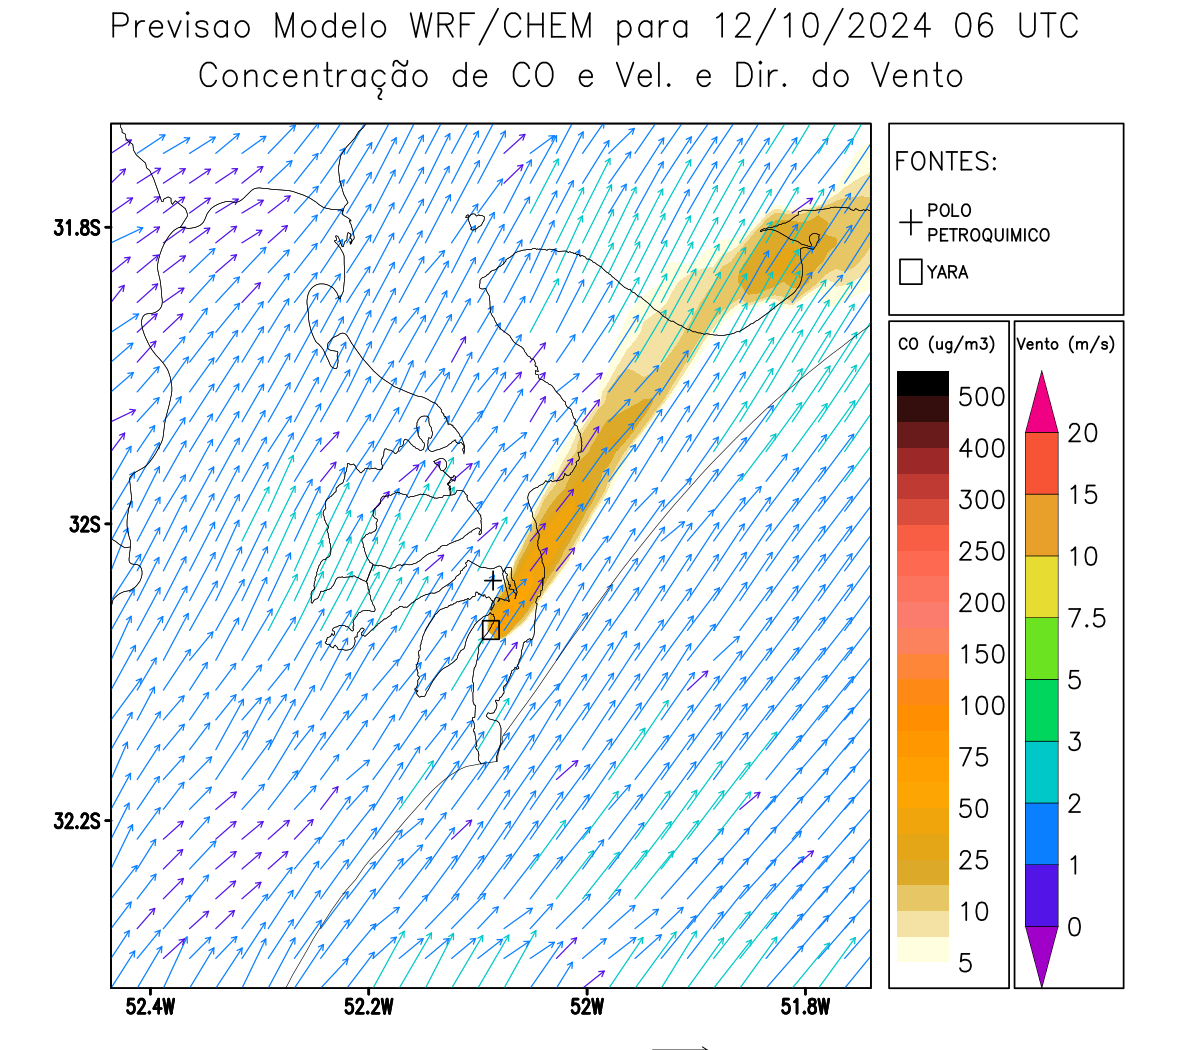 Previsao Modelo WRF/CHEM para 12/10/2024 06 UTC
Concentração de CO e Vel. e Dir. do Vento
FONTES:
POLO
PETROQUIMICO
YARA
CO (ug/m3)
500
400
300
250
200
150
100
75
50
25
10
5
Vento (m/s)
20
15
10
7.5
5
3
2
1
0
31.8S
32S
32.2S
52.4W
52.2W
52W
51.8W